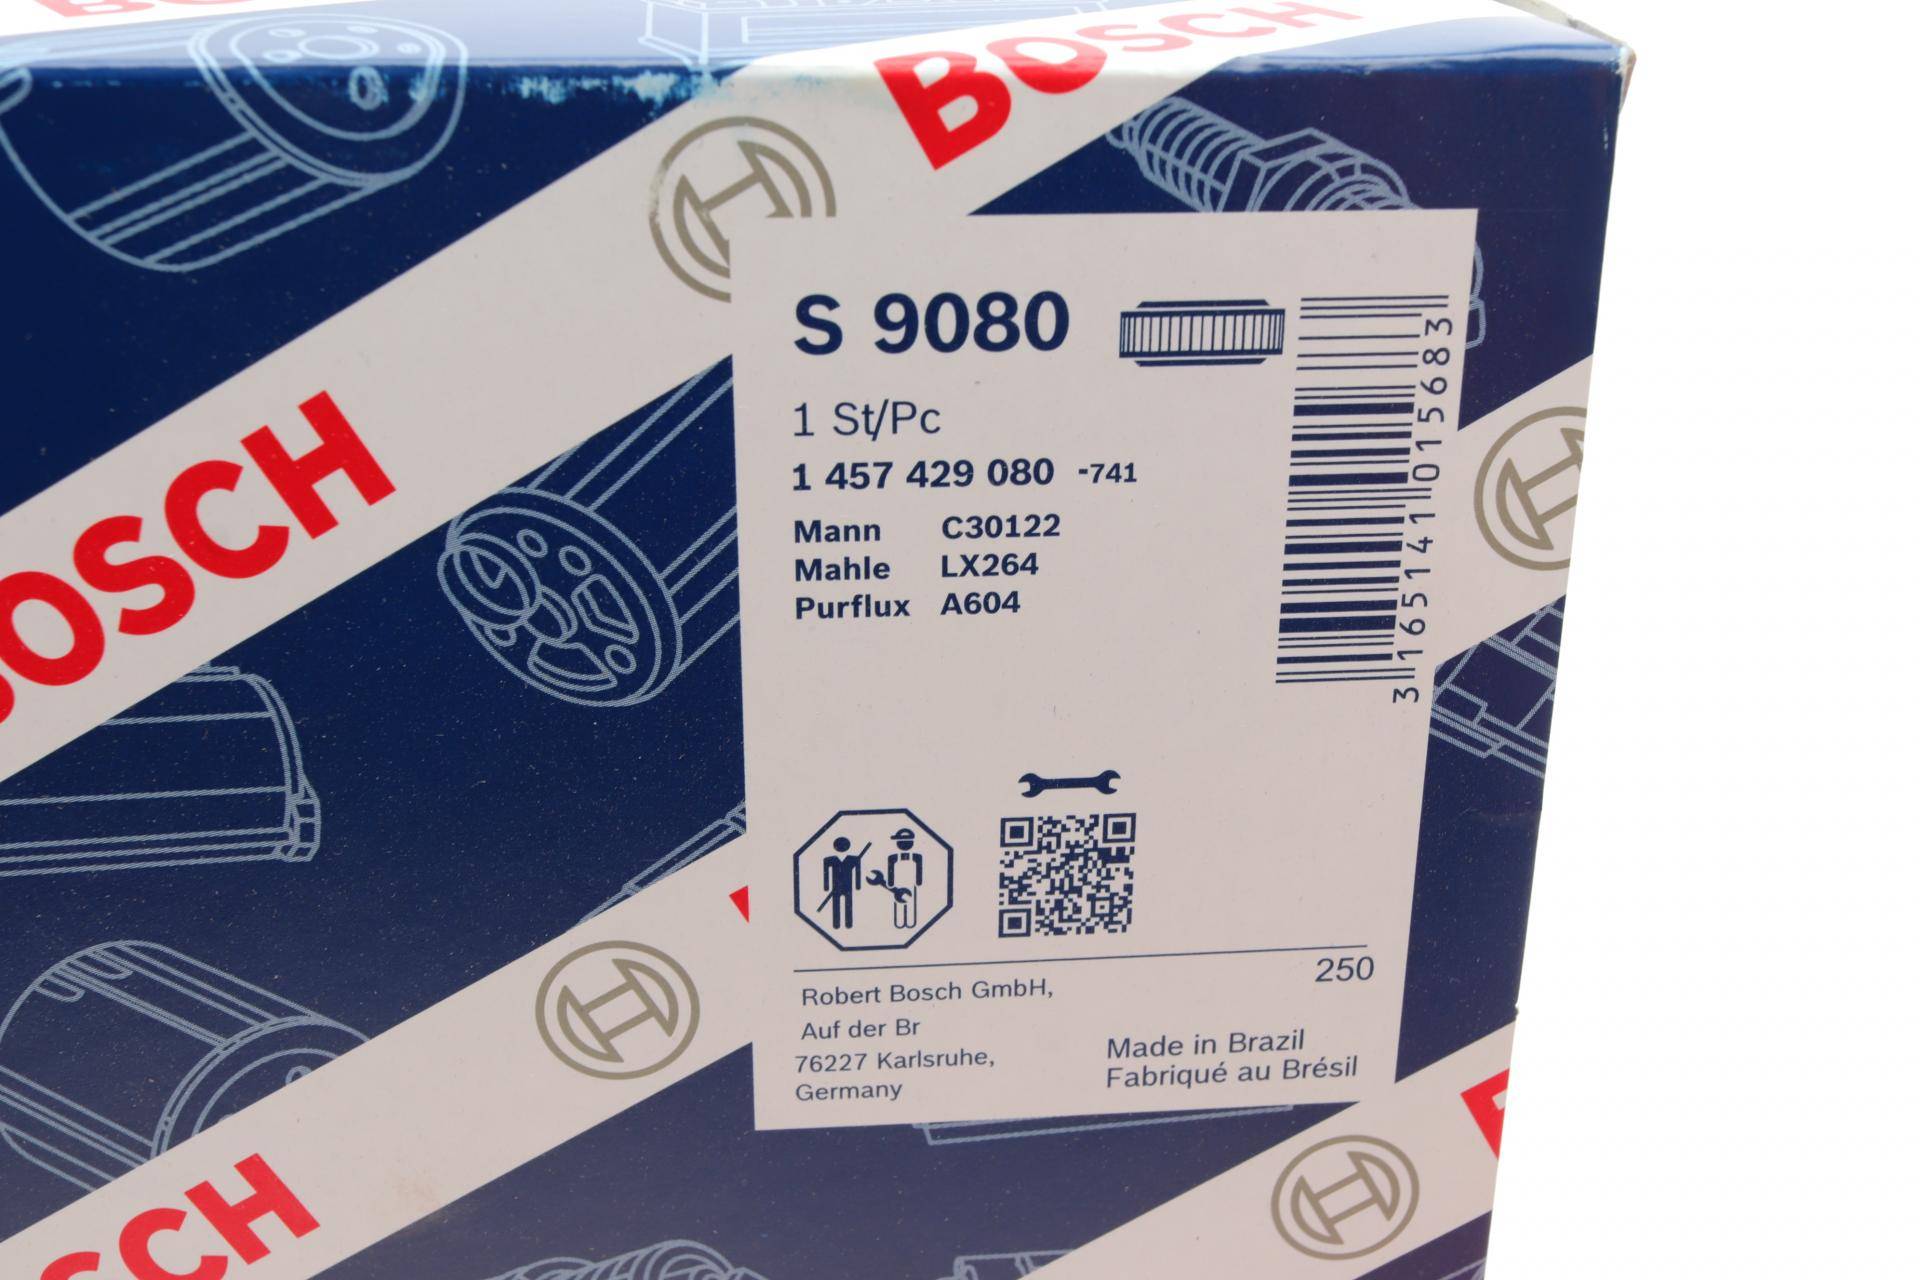 BOSCH
BOSCH
S 9080
1 St/Pc
1 457 429 080 -741
Mann C30122
Mahle LX264
Purflux A604
3 165141 015683
BOSCH
250
Robert Bosch GmbH,
Auf der Br
76227 Karlsruhe,
Germany
Made in Brazil
Fabriqué au Brésil
SCH